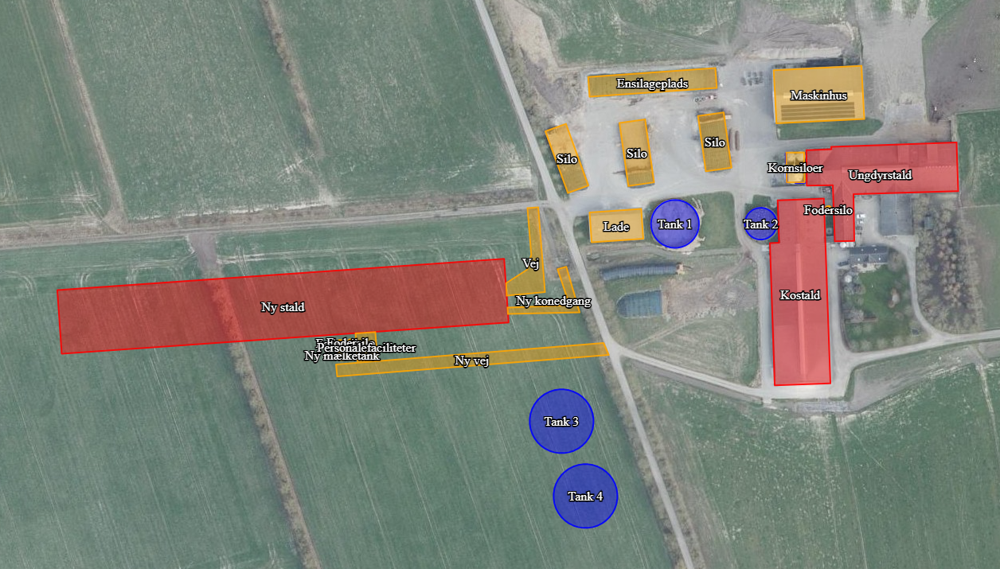 Ensilageplads
Maskinhus
Silo
Silo
Silo
Kornsiloer
Ungdyrstald
Fodersilo
Lade
Tank 1
Tank 2
Vej
Kostald
Ny konedgang
Ny stald
Fodersilo
Personalefaciliteter
Ny mælketank
Ny vej
Tank 3
Tank 4